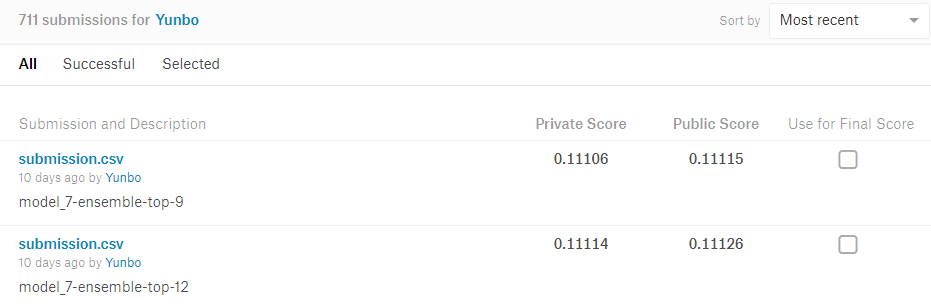 711 submissions for Yunbo
Sort by Most recent
All Successful Selected
Submission and Description Private Score Public Score Use for Final Score
submission.csv 0.11106 0.11115
10 days ago by Yunbo
model_7-ensemble-top-9
submission.csv 0.11114 0.11126
10 days ago by Yunbo
model_7-ensemble-top-12